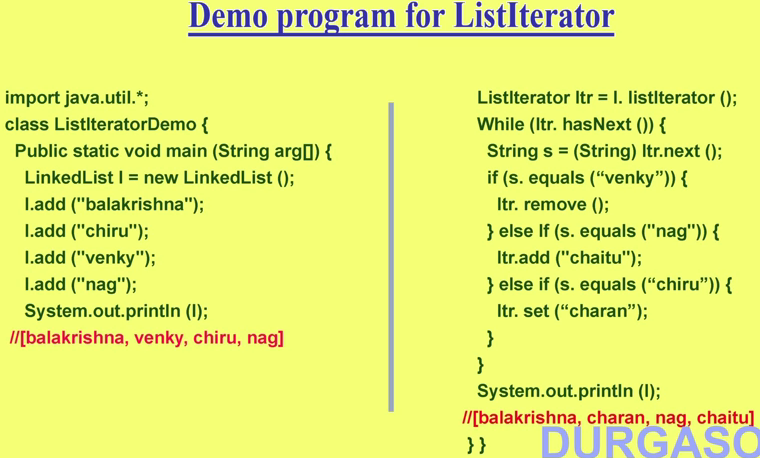 Demo program for ListIterator
import java.util.*;
class ListIteratorDemo {
Public static void main (String arg[]) {
LinkedList l = new LinkedList ();
l.add ("balakrishna");
l.add ("chiru");
l.add ("venky");
l.add ("nag");
System.out.println (l);
//[balakrishna, venky, chiru, nag]
ListIterator ltr = l. listIterator ();
While (ltr. hasNext ()) {
String s = (String) ltr.next ();
if (s. equals (“venky”)) {
ltr. remove ();
} else If (s. equals ("nag")) {
ltr.add ("chaitu");
} else if (s. equals (“chiru”)) {
ltr. set (“charan”);
}
}
System.out.println (l);
//[balakrishna, charan, nag, chaitu]
} }
DURGASO